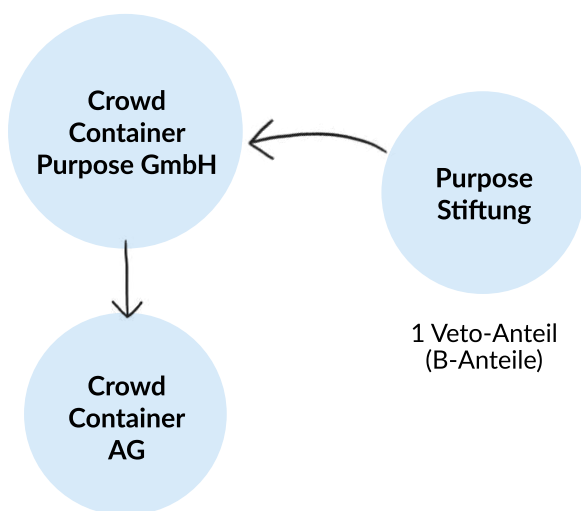 Crowd
Container
Purpose GmbH
Purpose
Stiftung
1 Veto-Anteil
(B-Anteile)
Crowd
Container
AG